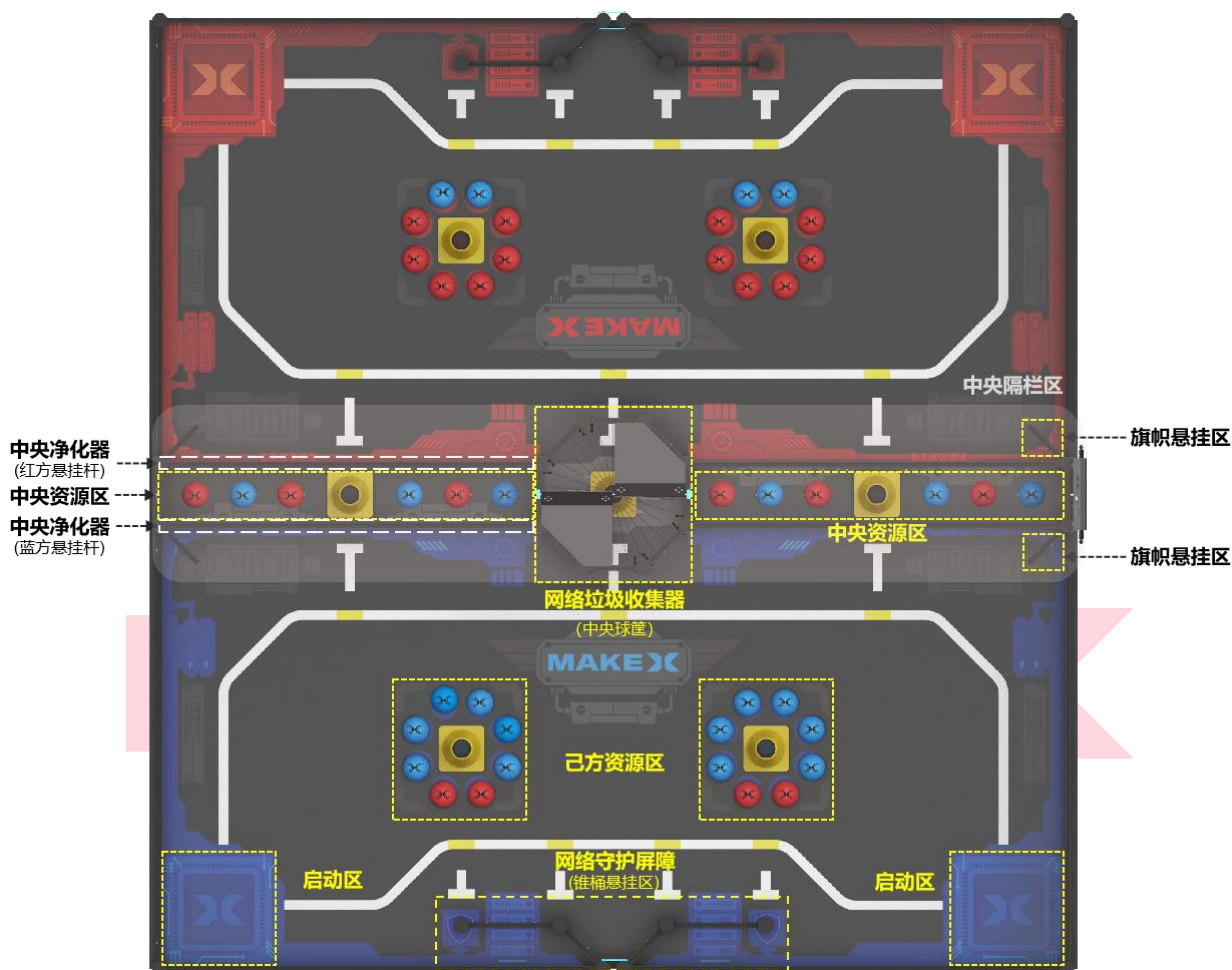 MAKEX
中央隔栏区
中央净化器
(红方悬挂杆)
旗帜悬挂区
中央资源区
中央净化器
(蓝方悬挂杆)
中央资源区
旗帜悬挂区
网络垃圾收集器
(中央球筐)
MAKEX
己方资源区
网络守护屏障
(锥桶悬挂区)
启动区
启动区